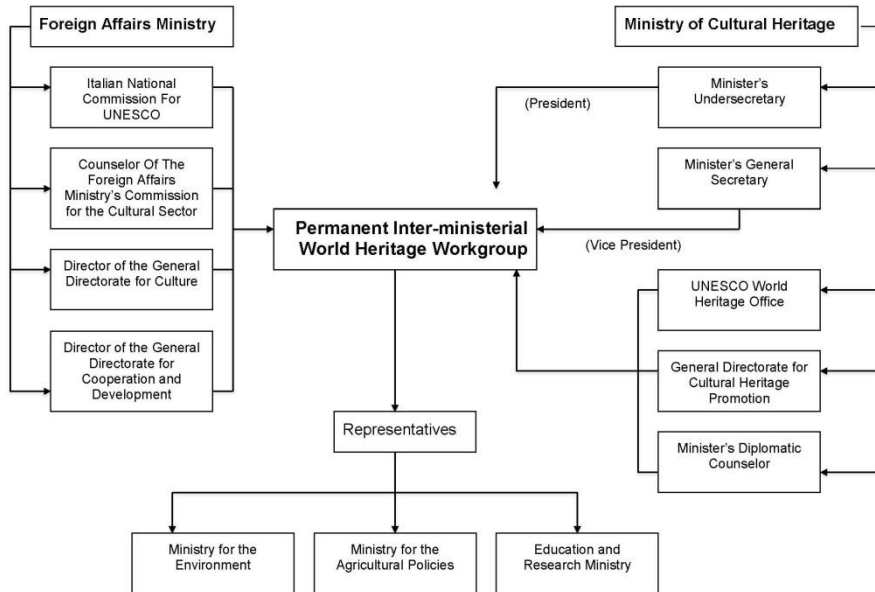 Foreign Affairs Ministry
Italian National
Commission For
UNESCO
Counselor Of The
Foreign Affairs
Ministry's Commission
for the Cultural Sector
Director of the General
Directorate for Culture
Director of the General
Directorate for
Cooperation and
Development
Ministry of Cultural Heritage
Minister's
Undersecretary
(President)
Minister's General
Secretary
(Vice President)
Permanent Inter-ministerial
World Heritage Workgroup
UNESCO World
Heritage Office
General Directorate for
Cultural Heritage
Promotion
Minister's Diplomatic
Counselor
Representatives
Ministry for the
Environment
Ministry for the
Agricultural Policies
Education and
Research Ministry